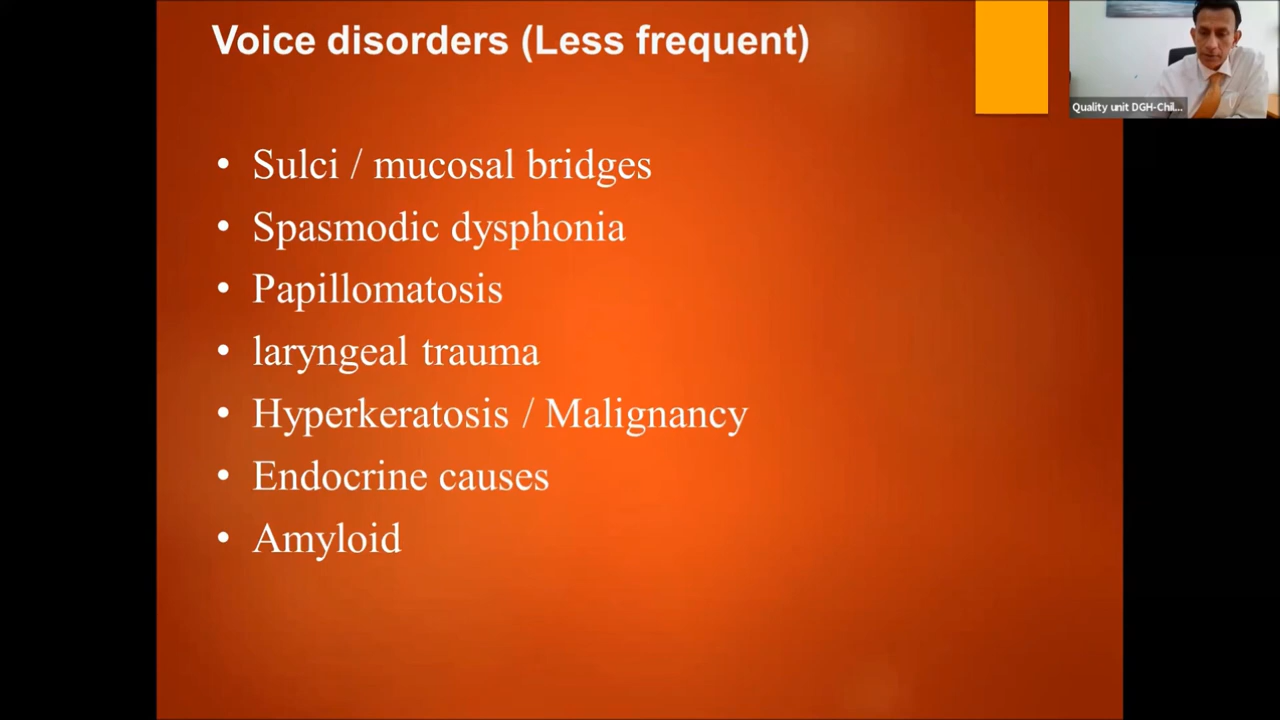 Voice disorders (Less frequent)
Quality unit DGH-Chil...
• Sulci / mucosal bridges
• Spasmodic dysphonia
• Papillomatosis
• laryngeal trauma
• Hyperkeratosis / Malignancy
• Endocrine causes
• Amyloid